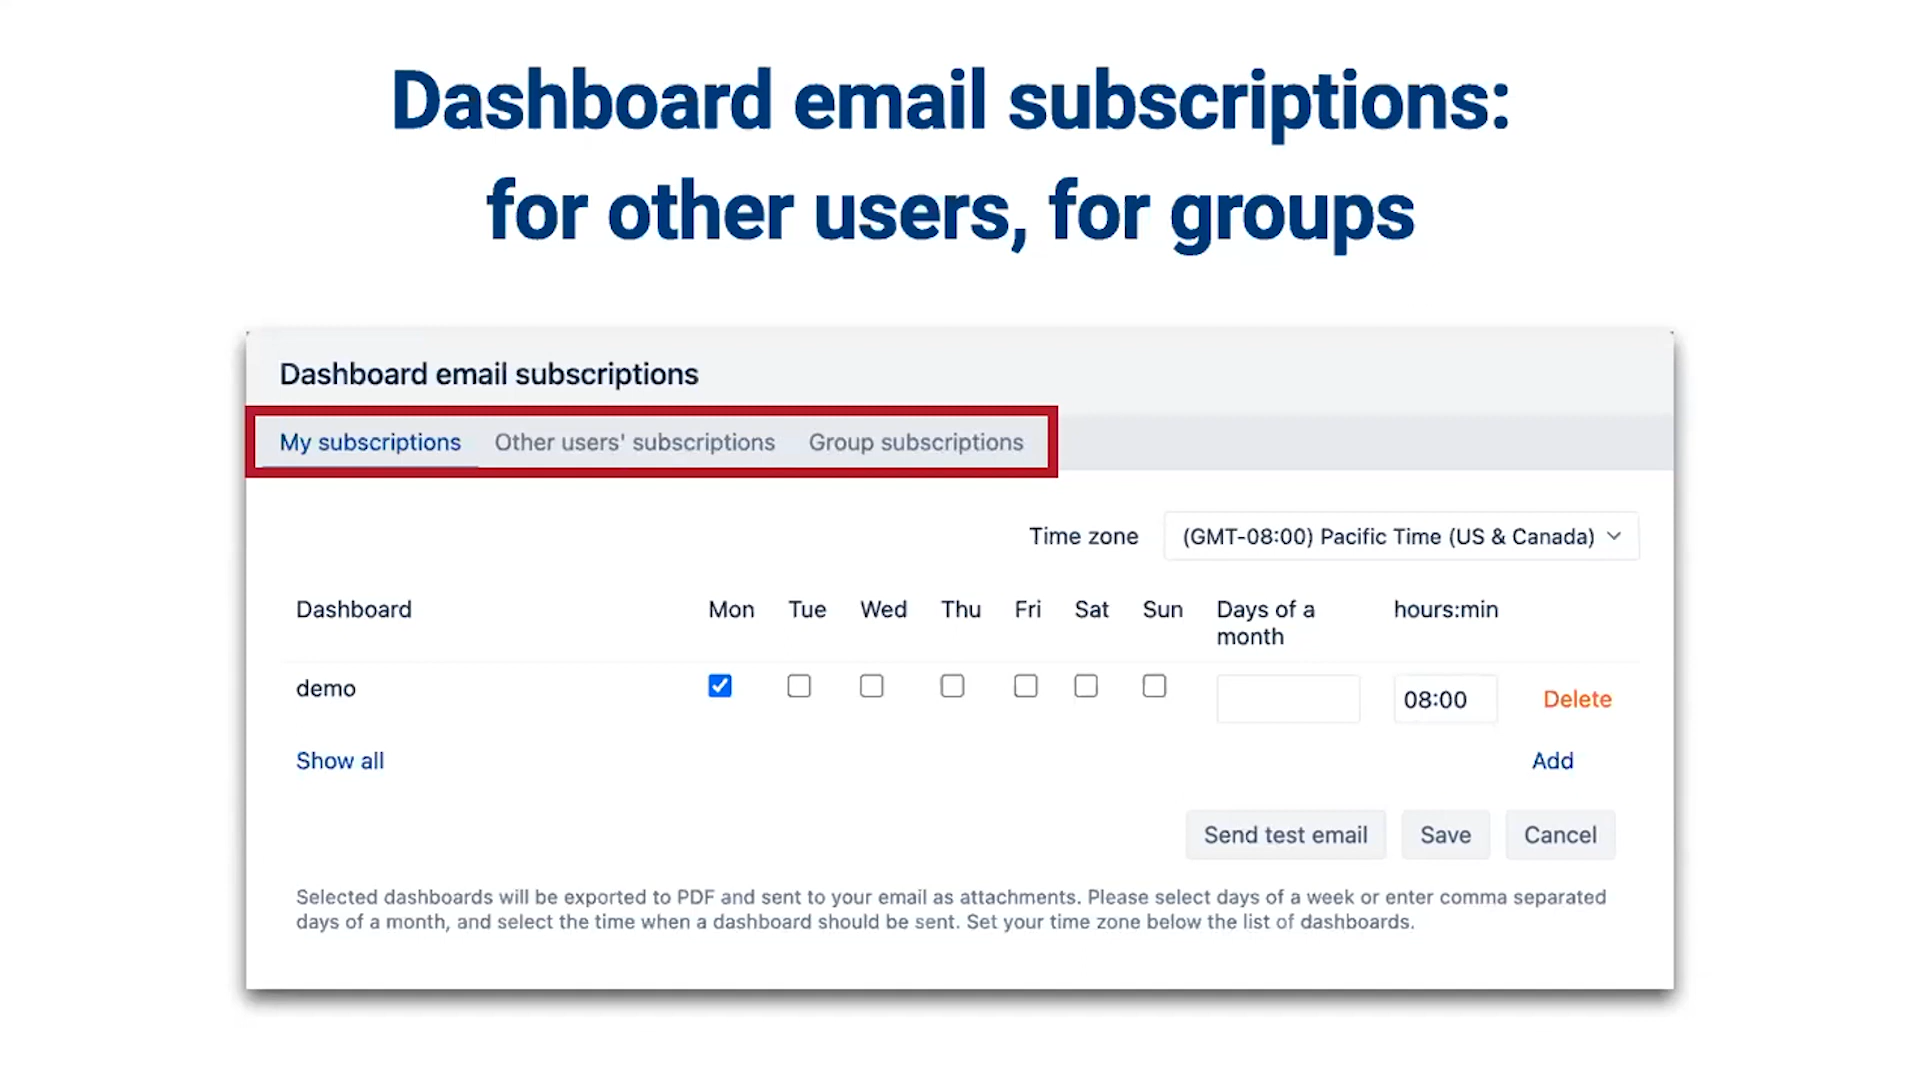 Dashboard email subscriptions:
for other users, for groups
Dashboard email subscriptions
My subscriptions Other users' subscriptions Group subscriptions
Time zone (GMT-08:00) Pacific Time (US & Canada)
Dashboard Mon Tue Wed Thu Fri Sat Sun Days of a month hours:min
demo 08:00 Delete
Show all Add
Send test email Save Cancel
Selected dashboards will be exported to PDF and sent to your email as attachments. Please select days of a week or enter comma separated
days of a month, and select the time when a dashboard should be sent. Set your time zone below the list of dashboards.